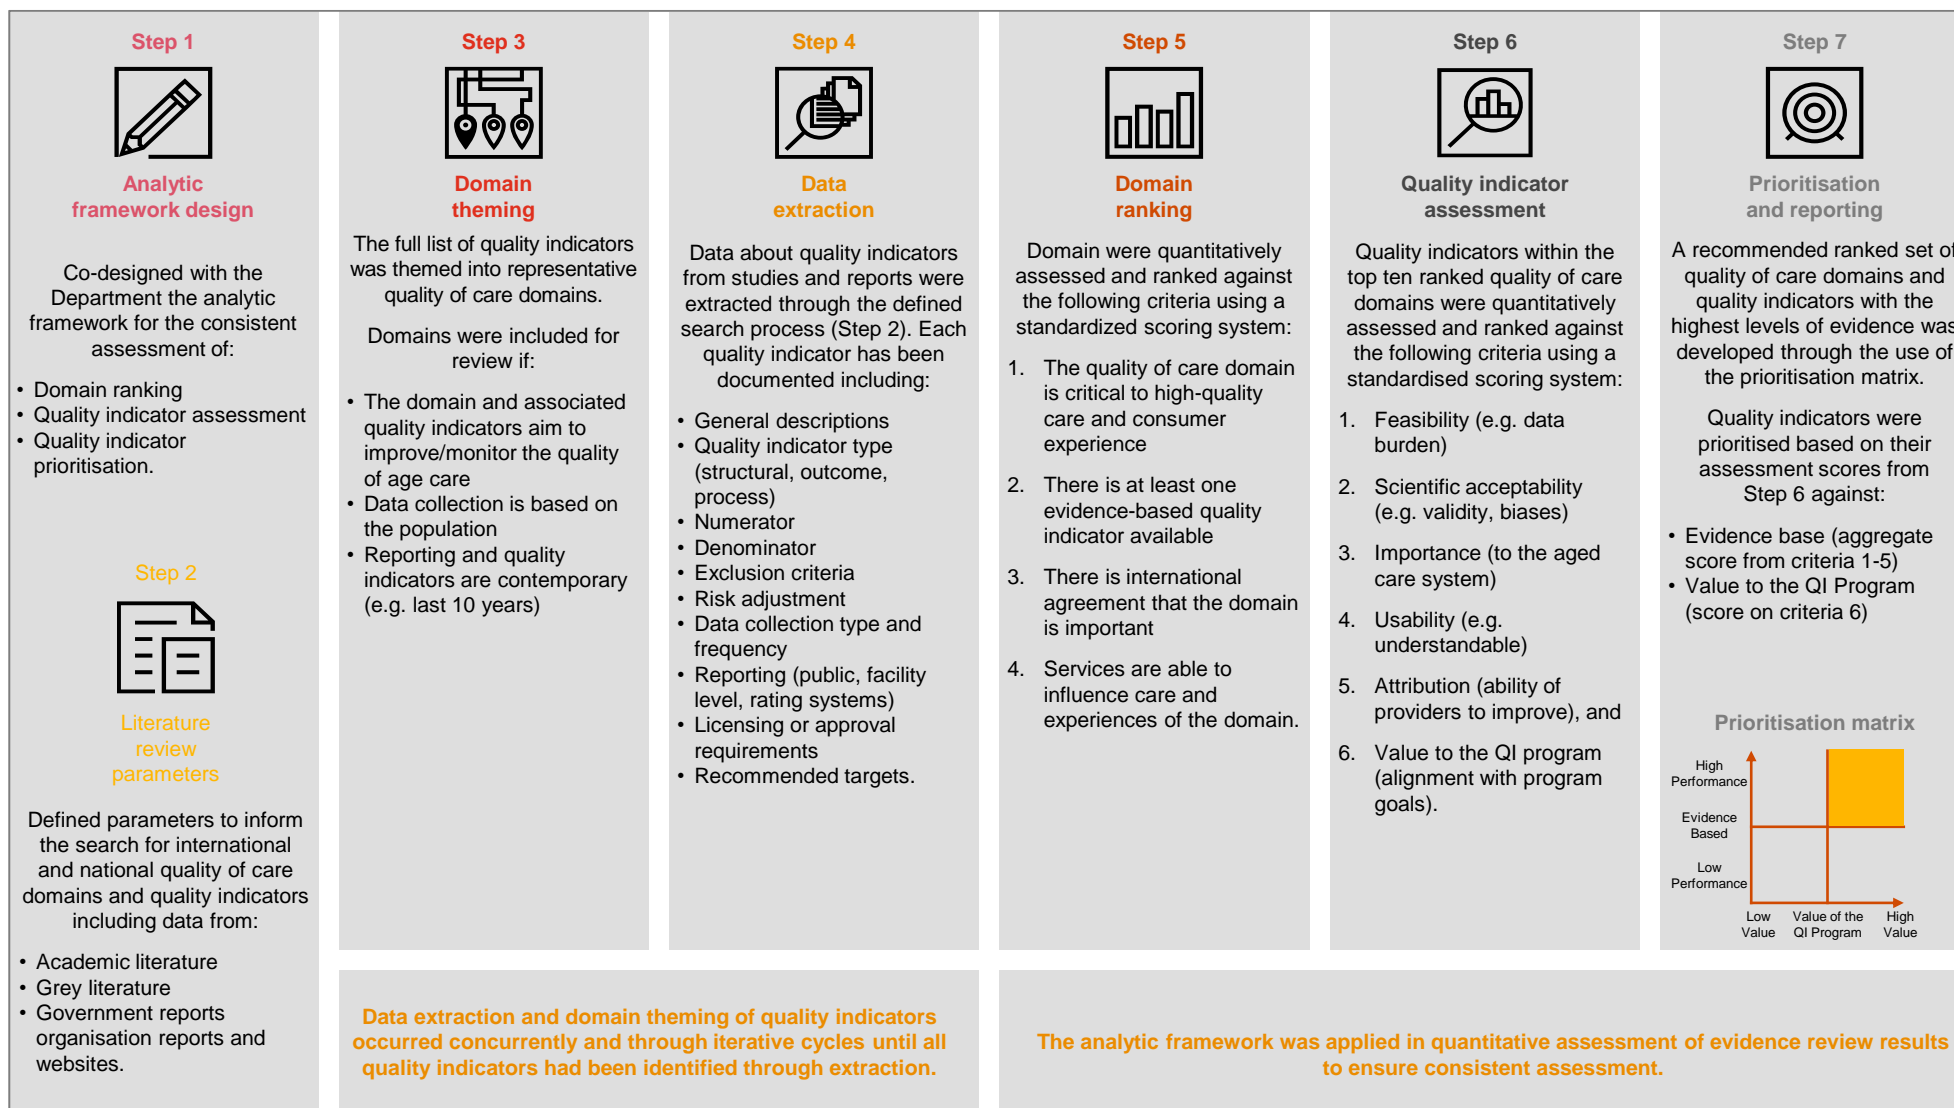 Step 1
Analytic
framework design
Co-designed with the
Department the analytic
framework for the consistent
assessment of:
• Domain ranking
• Quality indicator assessment
• Quality indicator
prioritisation.
Step 2
Literature
review
parameters
Defined parameters to inform
the search for international
and national quality of care
domains and quality indicators
including data from:
• Academic literature
• Grey literature
• Government reports
organisation reports and
websites.
Step 3
Domain
theming
The full list of quality indicators
was themed into representative
quality of care domains.
Domains were included for
review if:
• The domain and associated
quality indicators aim to
improve/monitor the quality
of age care
• Data collection is based on
the population
• Reporting and quality
indicators are contemporary
(e.g. last 10 years)
Step 4
Data
extraction
Data about quality indicators
from studies and reports were
extracted through the defined
search process (Step 2). Each
quality indicator has been
documented including:
• General descriptions
• Quality indicator type
(structural, outcome,
process)
• Numerator
• Denominator
• Exclusion criteria
• Risk adjustment
• Data collection type and
frequency
• Reporting (public, facility
level, rating systems)
• Licensing or approval
requirements
• Recommended targets.
Data extraction and domain theming of quality indicators
occurred concurrently and through iterative cycles until all
quality indicators had been identified through extraction.
Step 5
Domain
ranking
Domain were quantitatively
assessed and ranked against
the following criteria using a
standardized scoring system:
1. The quality of care domain
is critical to high-quality
care and consumer
experience
2. There is at least one
evidence-based quality
indicator available
3. There is international
agreement that the domain
is important
4. Services are able to
influence care and
experiences of the domain.
Step 6
Quality indicator
assessment
Quality indicators within the
top ten ranked quality of care
domains were quantitatively
assessed and ranked against
the following criteria using a
standardised scoring system:
1. Feasibility (e.g. data
burden)
2. Scientific acceptability
(e.g. validity, biases)
3. Importance (to the aged
care system)
4. Usability (e.g.
understandable)
5. Attribution (ability of
providers to improve), and
6. Value to the QI program
(alignment with program
goals).
Step 7
Prioritisation
and reporting
A recommended ranked set of
quality of care domains and
quality indicators with the
highest levels of evidence was
developed through the use of
the prioritisation matrix.
Quality indicators were
prioritised based on their
assessment scores from
Step 6 against:
• Evidence base (aggregate
score from criteria 1-5)
• Value to the QI Program
(score on criteria 6)
Prioritisation matrix
High
Performance
Evidence
Based
Low
Performance
Low
Value
Value of the
QI Program
High
Value
The analytic framework was applied in quantitative assessment of evidence review results
to ensure consistent assessment.